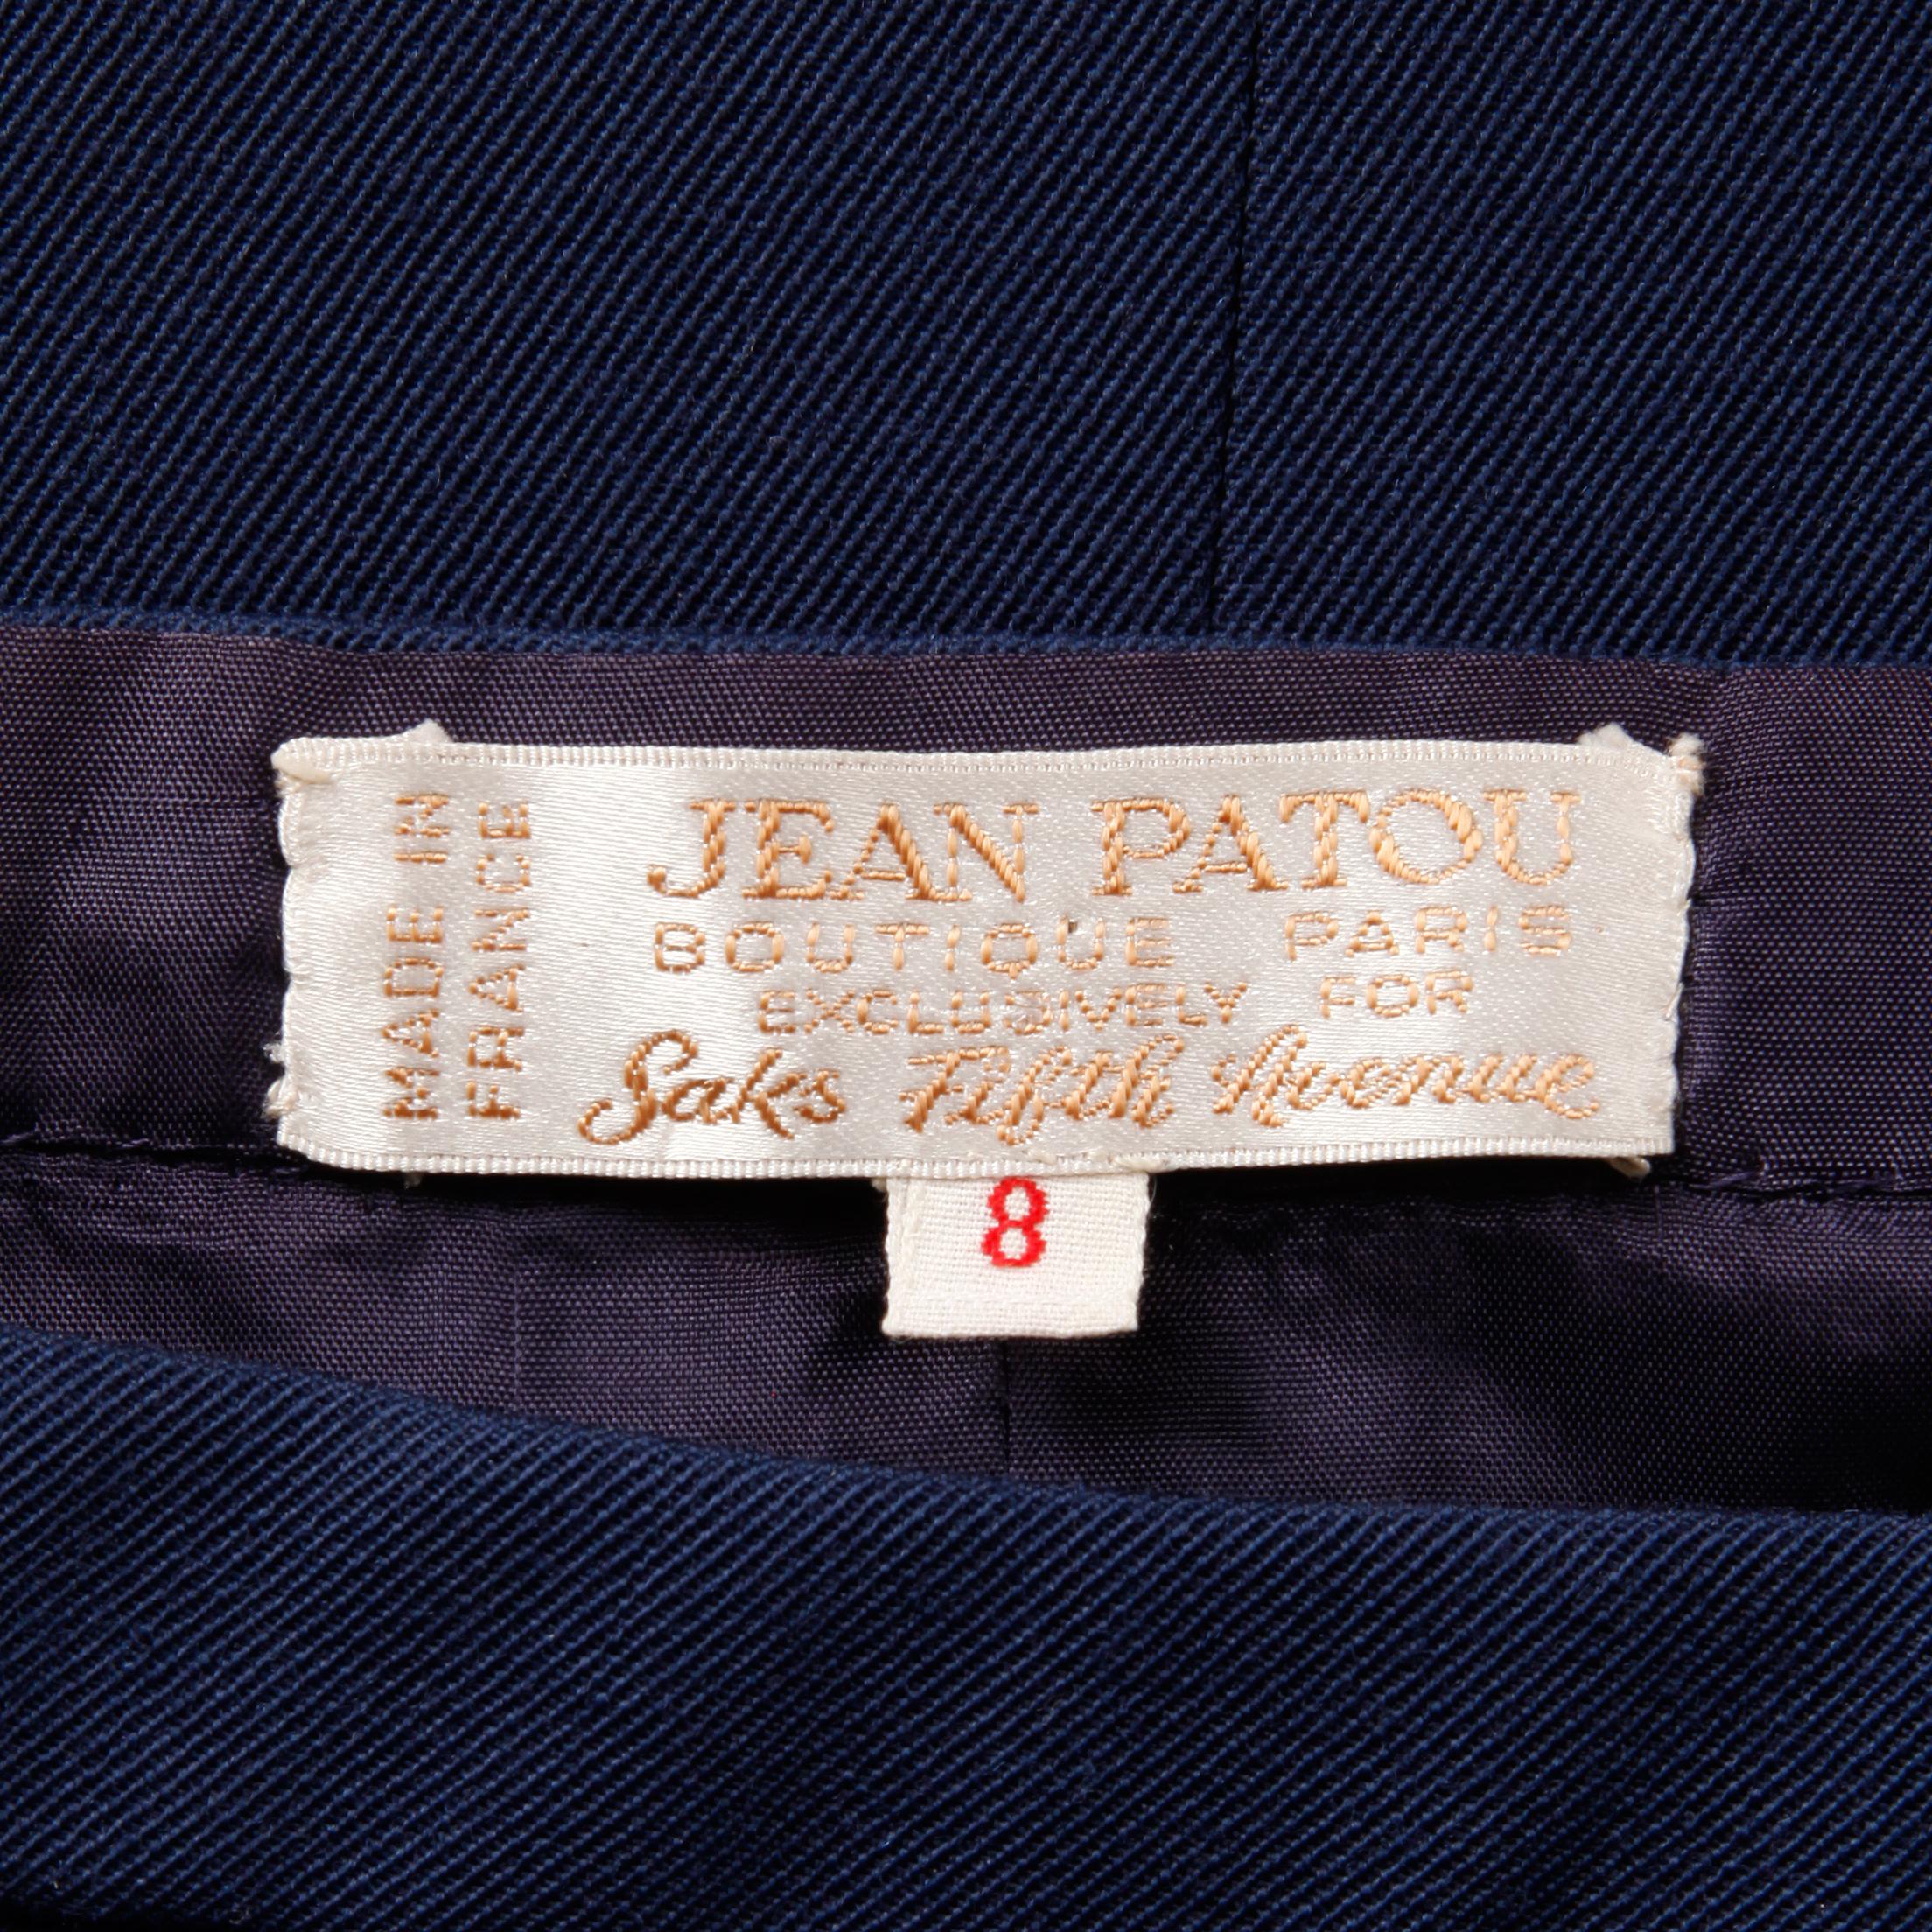 MADE IN
FRANCE
JEAN PATOU
BOUTIQUE PARIS
EXCLUSIVELY FOR
Saks Fifth Avenue
8